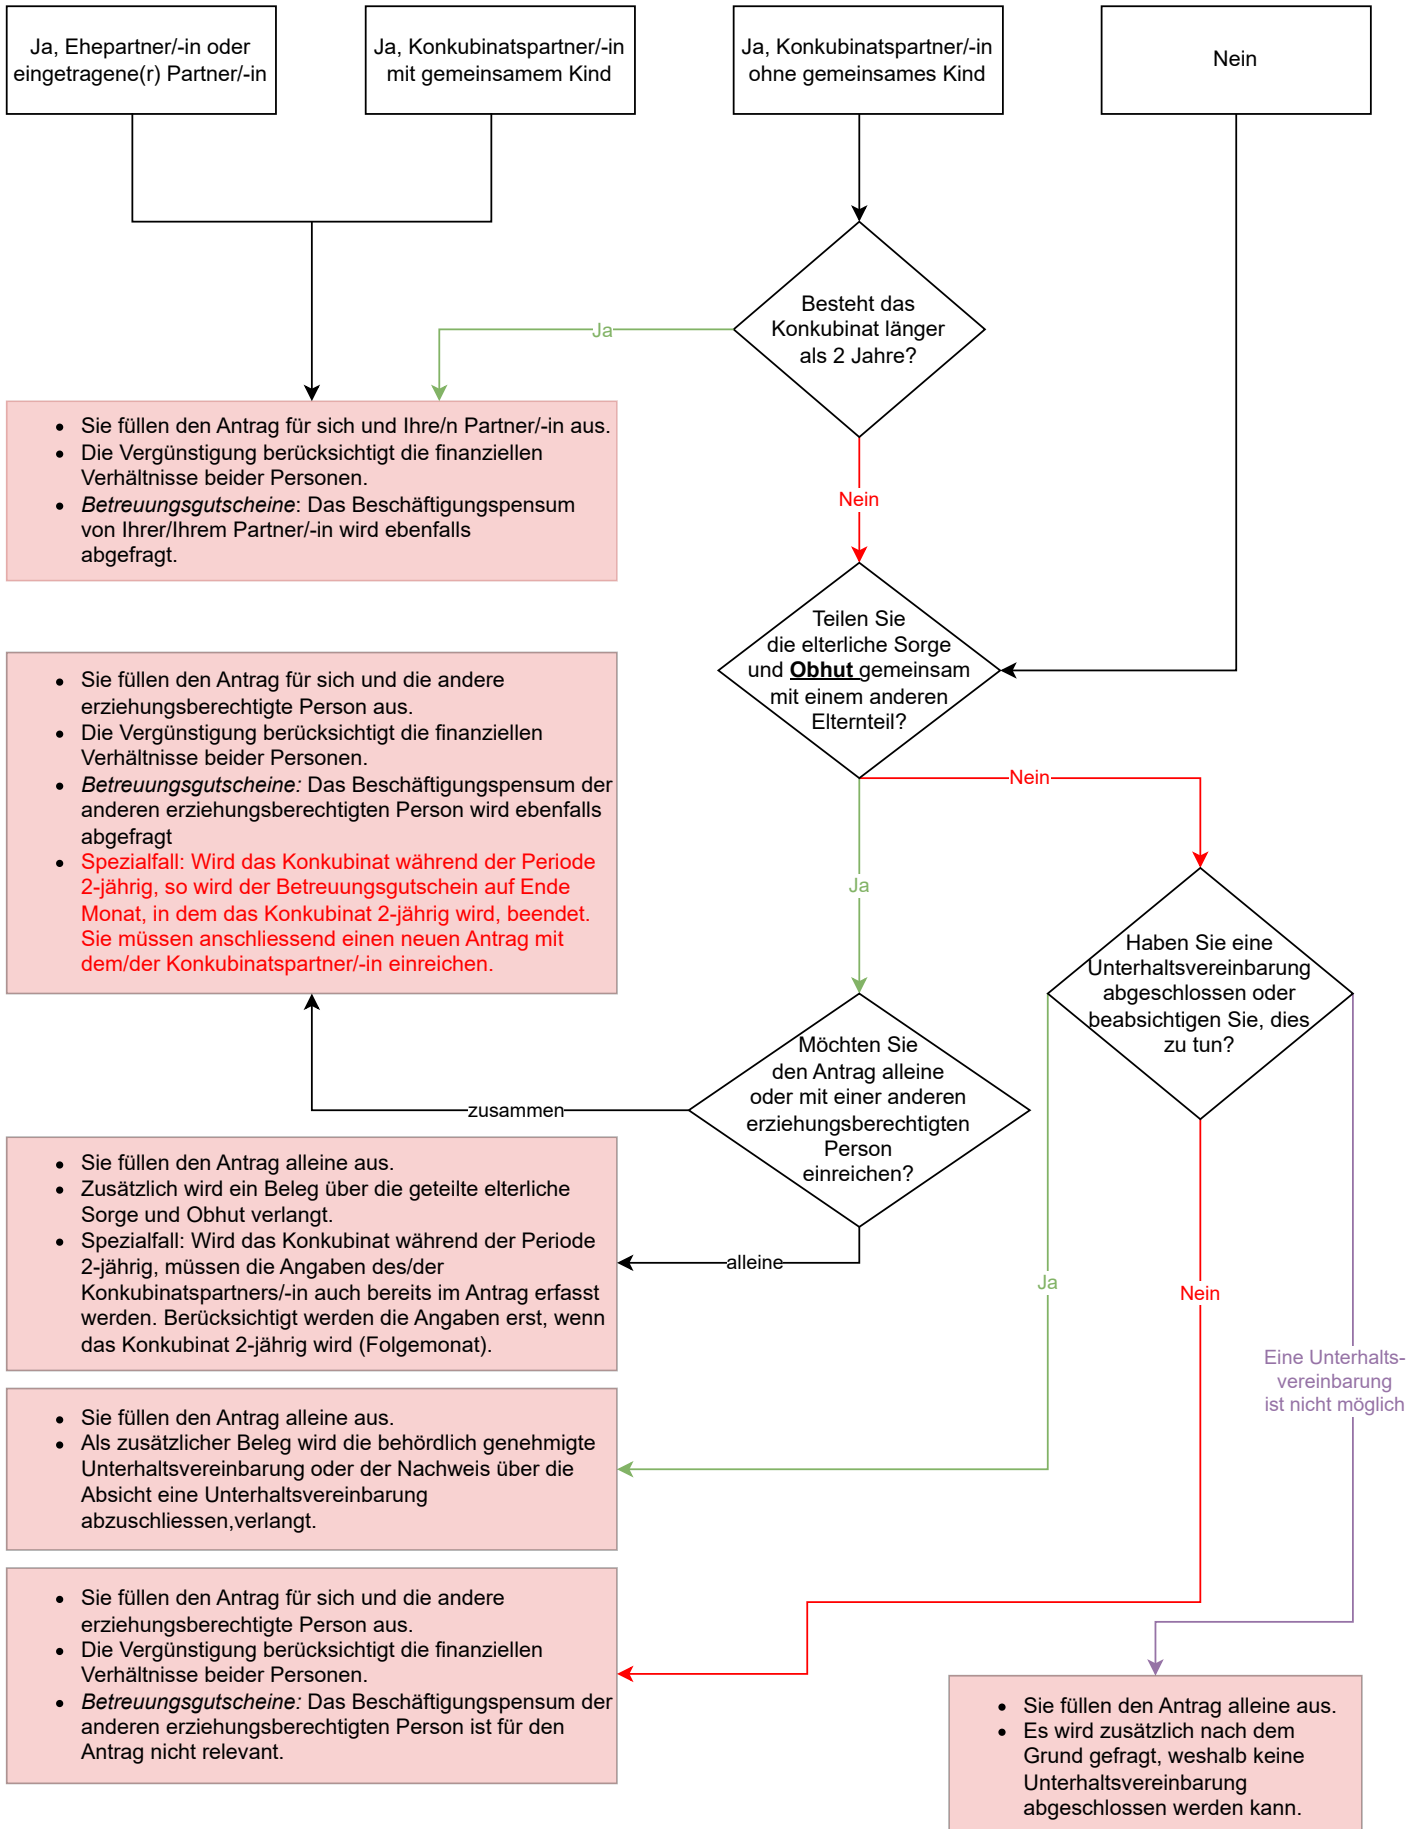 Ja, Ehepartner/-in oder
eingetragene(r) Partner/-in
Ja, Konkubinatspartner/-in
mit gemeinsamem Kind
Ja, Konkubinatspartner/-in
ohne gemeinsames Kind
Nein
Besteht das
Konkubinat länger
als 2 Jahre?
Ja
Nein
• Sie füllen den Antrag für sich und Ihre/n Partner/-in aus.
• Die Vergünstigung berücksichtigt die finanziellen
Verhältnisse beider Personen.
• Betreuungsgutscheine: Das Beschäftigungspensum
von Ihrer/Ihrem Partner/-in wird ebenfalls
abgefragt.
Teilen Sie
die elterliche Sorge
und Obhut gemeinsam
mit einem anderen
Elternteil?
Nein
Ja
• Sie füllen den Antrag für sich und die andere
erziehungsberechtigte Person aus.
• Die Vergünstigung berücksichtigt die finanziellen
Verhältnisse beider Personen.
• Betreuungsgutscheine: Das Beschäftigungspensum der
anderen erziehungsberechtigten Person wird ebenfalls
abgefragt
• Spezialfall: Wird das Konkubinat während der Periode
2-jährig, so wird der Betreuungsgutschein auf Ende
Monat, in dem das Konkubinat 2-jährig wird, beendet.
Sie müssen anschliessend einen neuen Antrag mit
dem/der Konkubinatspartner/-in einreichen.
Haben Sie eine
Unterhaltsvereinbarung
abgeschlossen oder
beabsichtigen Sie, dies
zu tun?
Möchten Sie
den Antrag alleine
oder mit einer anderen
erziehungsberechtigten
Person
einreichen?
zusammen
alleine
• Sie füllen den Antrag alleine aus.
• Zusätzlich wird ein Beleg über die geteilte elterliche
Sorge und Obhut verlangt.
• Spezialfall: Wird das Konkubinat während der Periode
2-jährig, müssen die Angaben des/der
Konkubinatspartners/-in auch bereits im Antrag erfasst
werden. Berücksichtigt werden die Angaben erst, wenn
das Konkubinat 2-jährig wird (Folgemonat).
Ja
Nein
Eine Unterhalts-
vereinbarung
ist nicht möglich
• Sie füllen den Antrag alleine aus.
• Als zusätzlicher Beleg wird die behördlich genehmigte
Unterhaltsvereinbarung oder der Nachweis über die
Absicht eine Unterhaltsvereinbarung
abzuschliessen,verlangt.
• Sie füllen den Antrag für sich und die andere
erziehungsberechtigte Person aus.
• Die Vergünstigung berücksichtigt die finanziellen
Verhältnisse beider Personen.
• Betreuungsgutscheine: Das Beschäftigungspensum der
anderen erziehungsberechtigten Person ist für den
Antrag nicht relevant.
• Sie füllen den Antrag alleine aus.
• Es wird zusätzlich nach dem
Grund gefragt, weshalb keine
Unterhaltsvereinbarung
abgeschlossen werden kann.